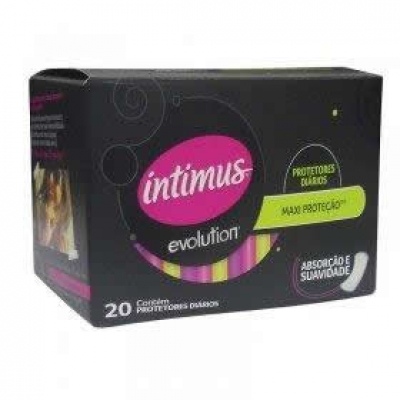 intimus
evolution
PROTETORES
DIÁRIOS
MAXI PROTEÇÃO
ABSORÇÃO E
SUAVIDADE
20 Contém
PROTETORES DIÁRIOS